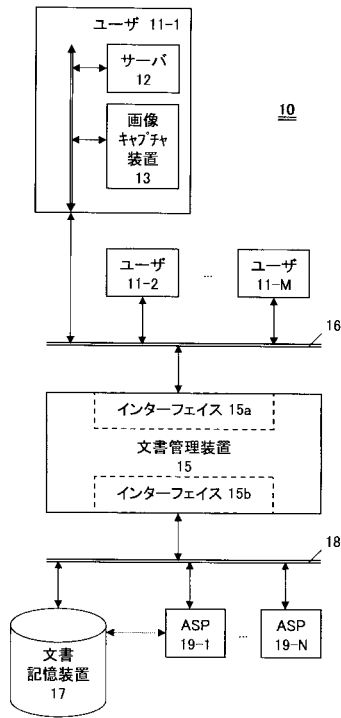 ユーザ 11-1
サーバ
12
画像
キャプチャ
装置
13
10
ユーザ
11-2
...
ユーザ
11-M
16
インターフェイス 15a
文書管理装置
15
インターフェイス 15b
18
文書
記憶装置
17
ASP
19-1
...
ASP
19-N